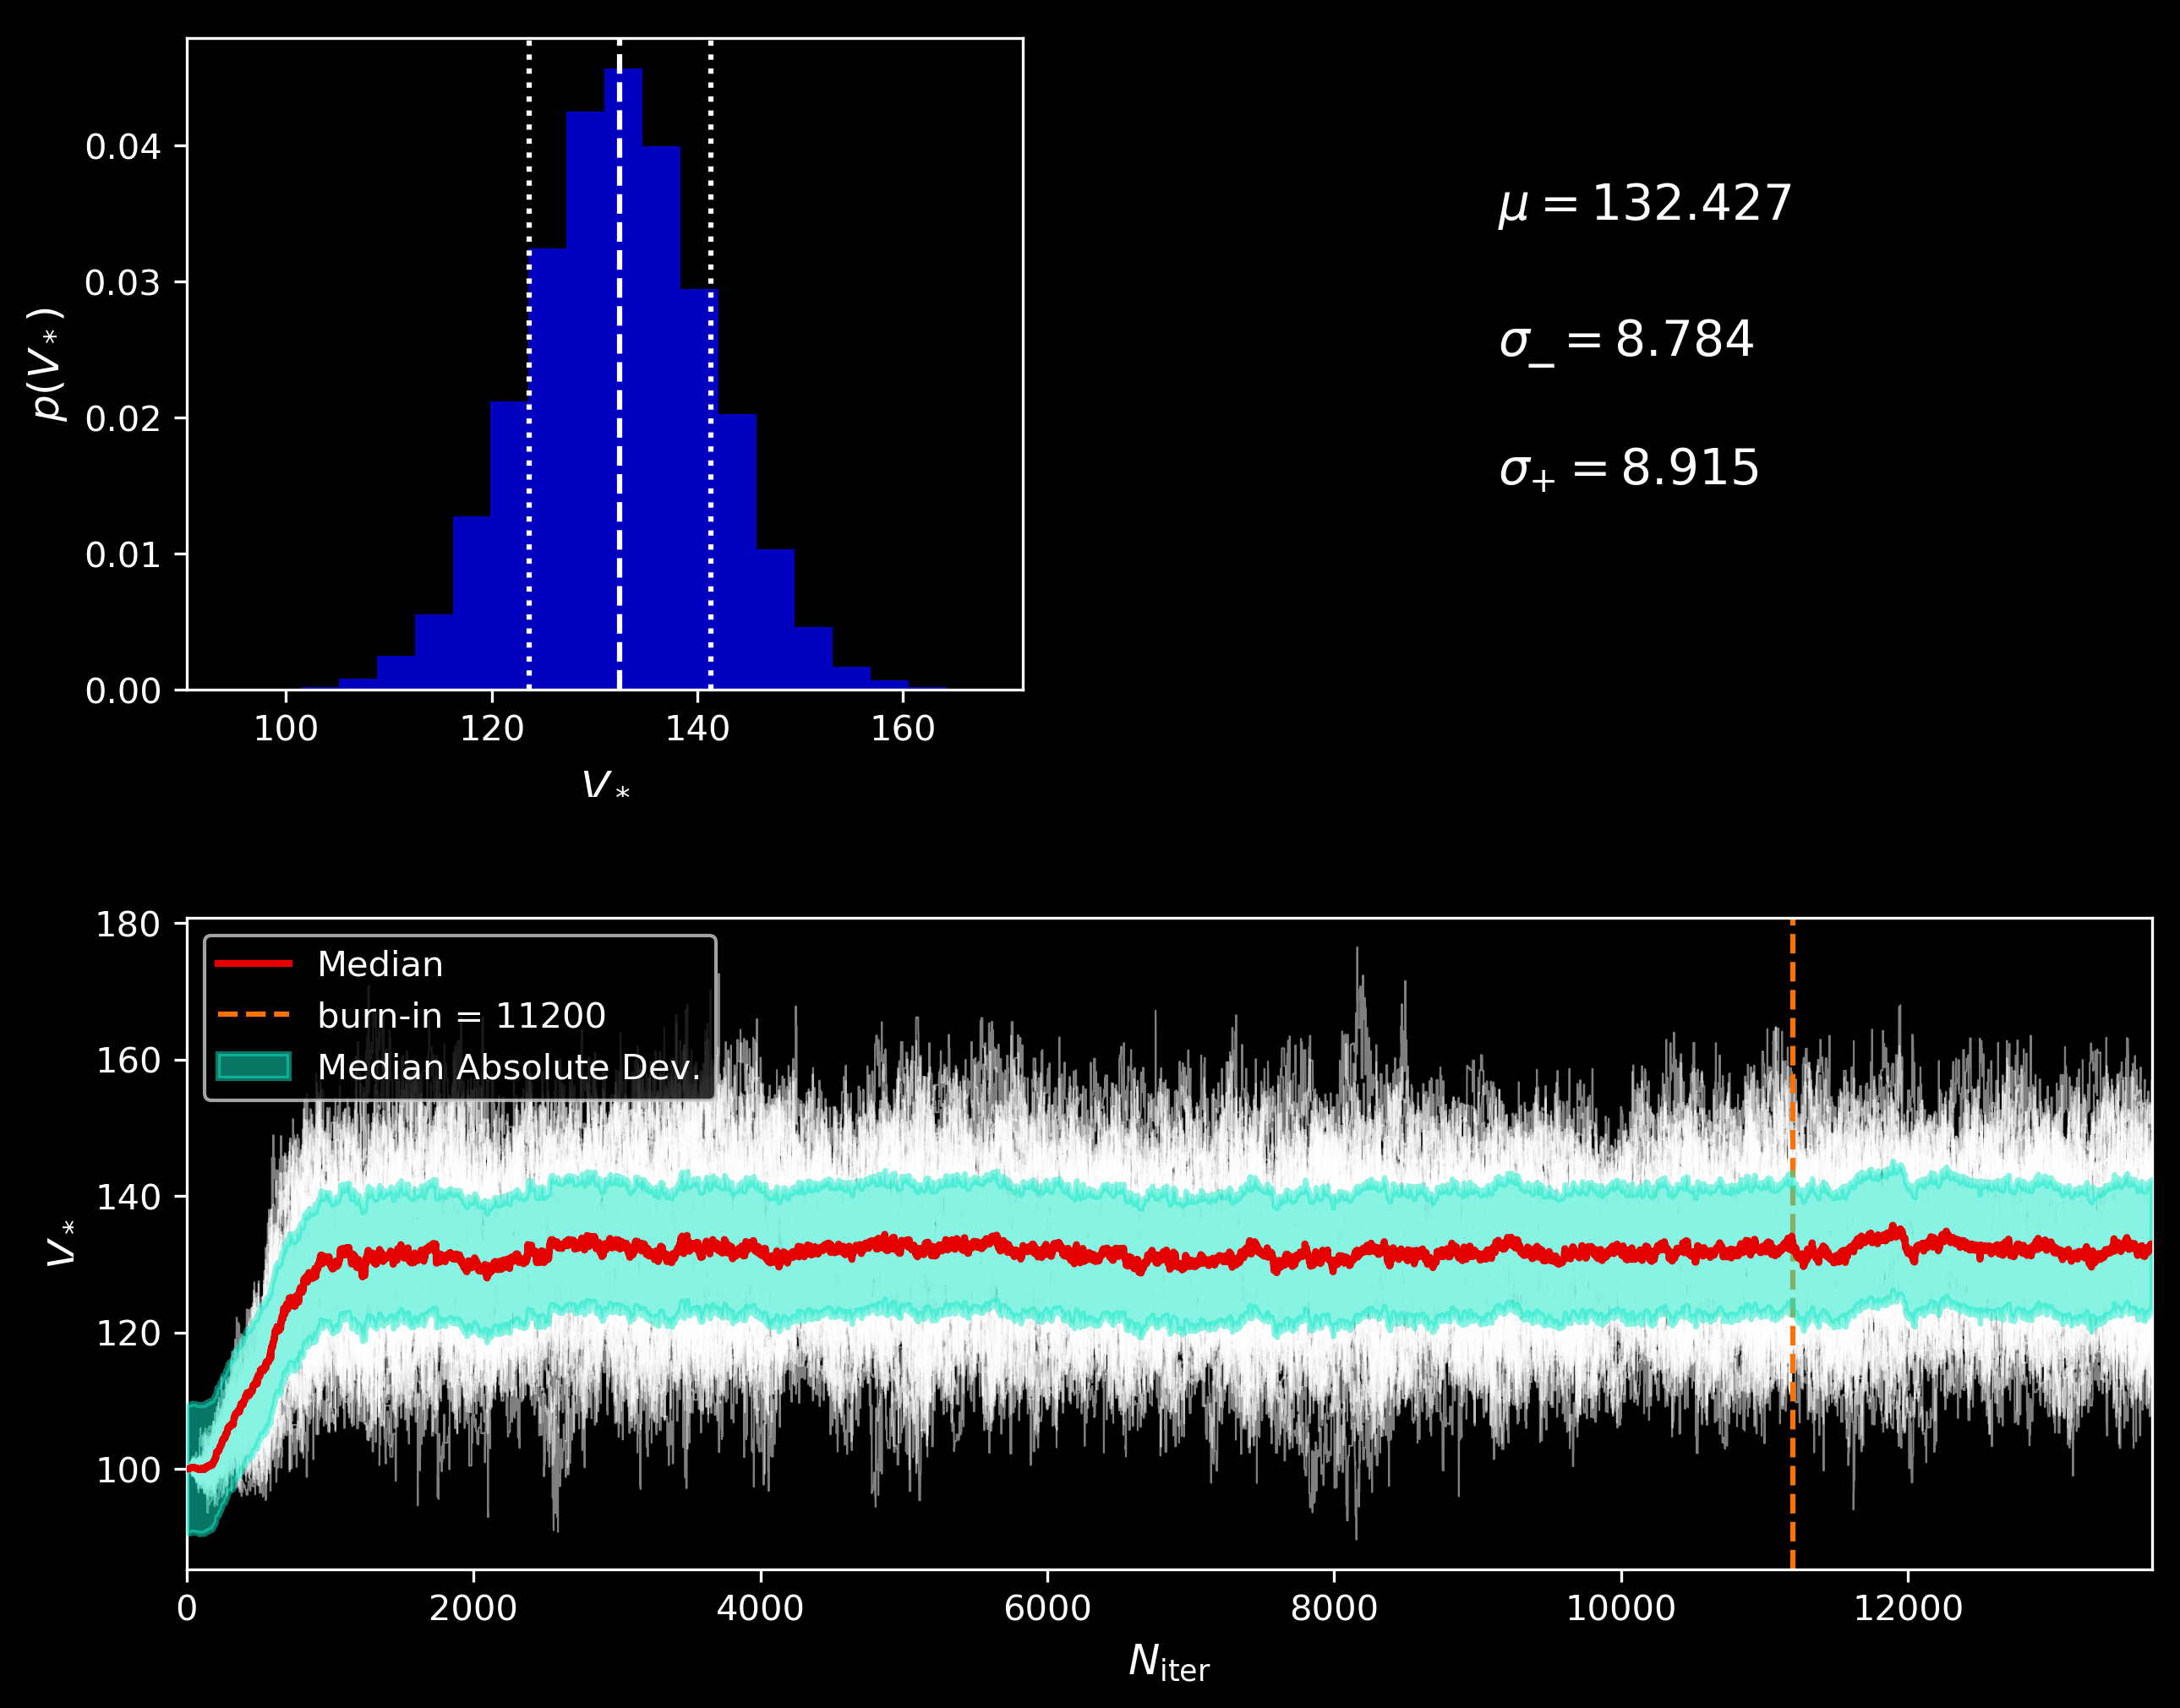 0.04
0.03
0.02
0.01
0.00
p(V*)
100 120 140 160
V*
μ = 132.427
σ− = 8.784
σ+ = 8.915
180
160
140
120
100
V*
Median
burn-in = 11200
Median Absolute Dev.
0 2000 4000 6000 8000 10000 12000
Niter